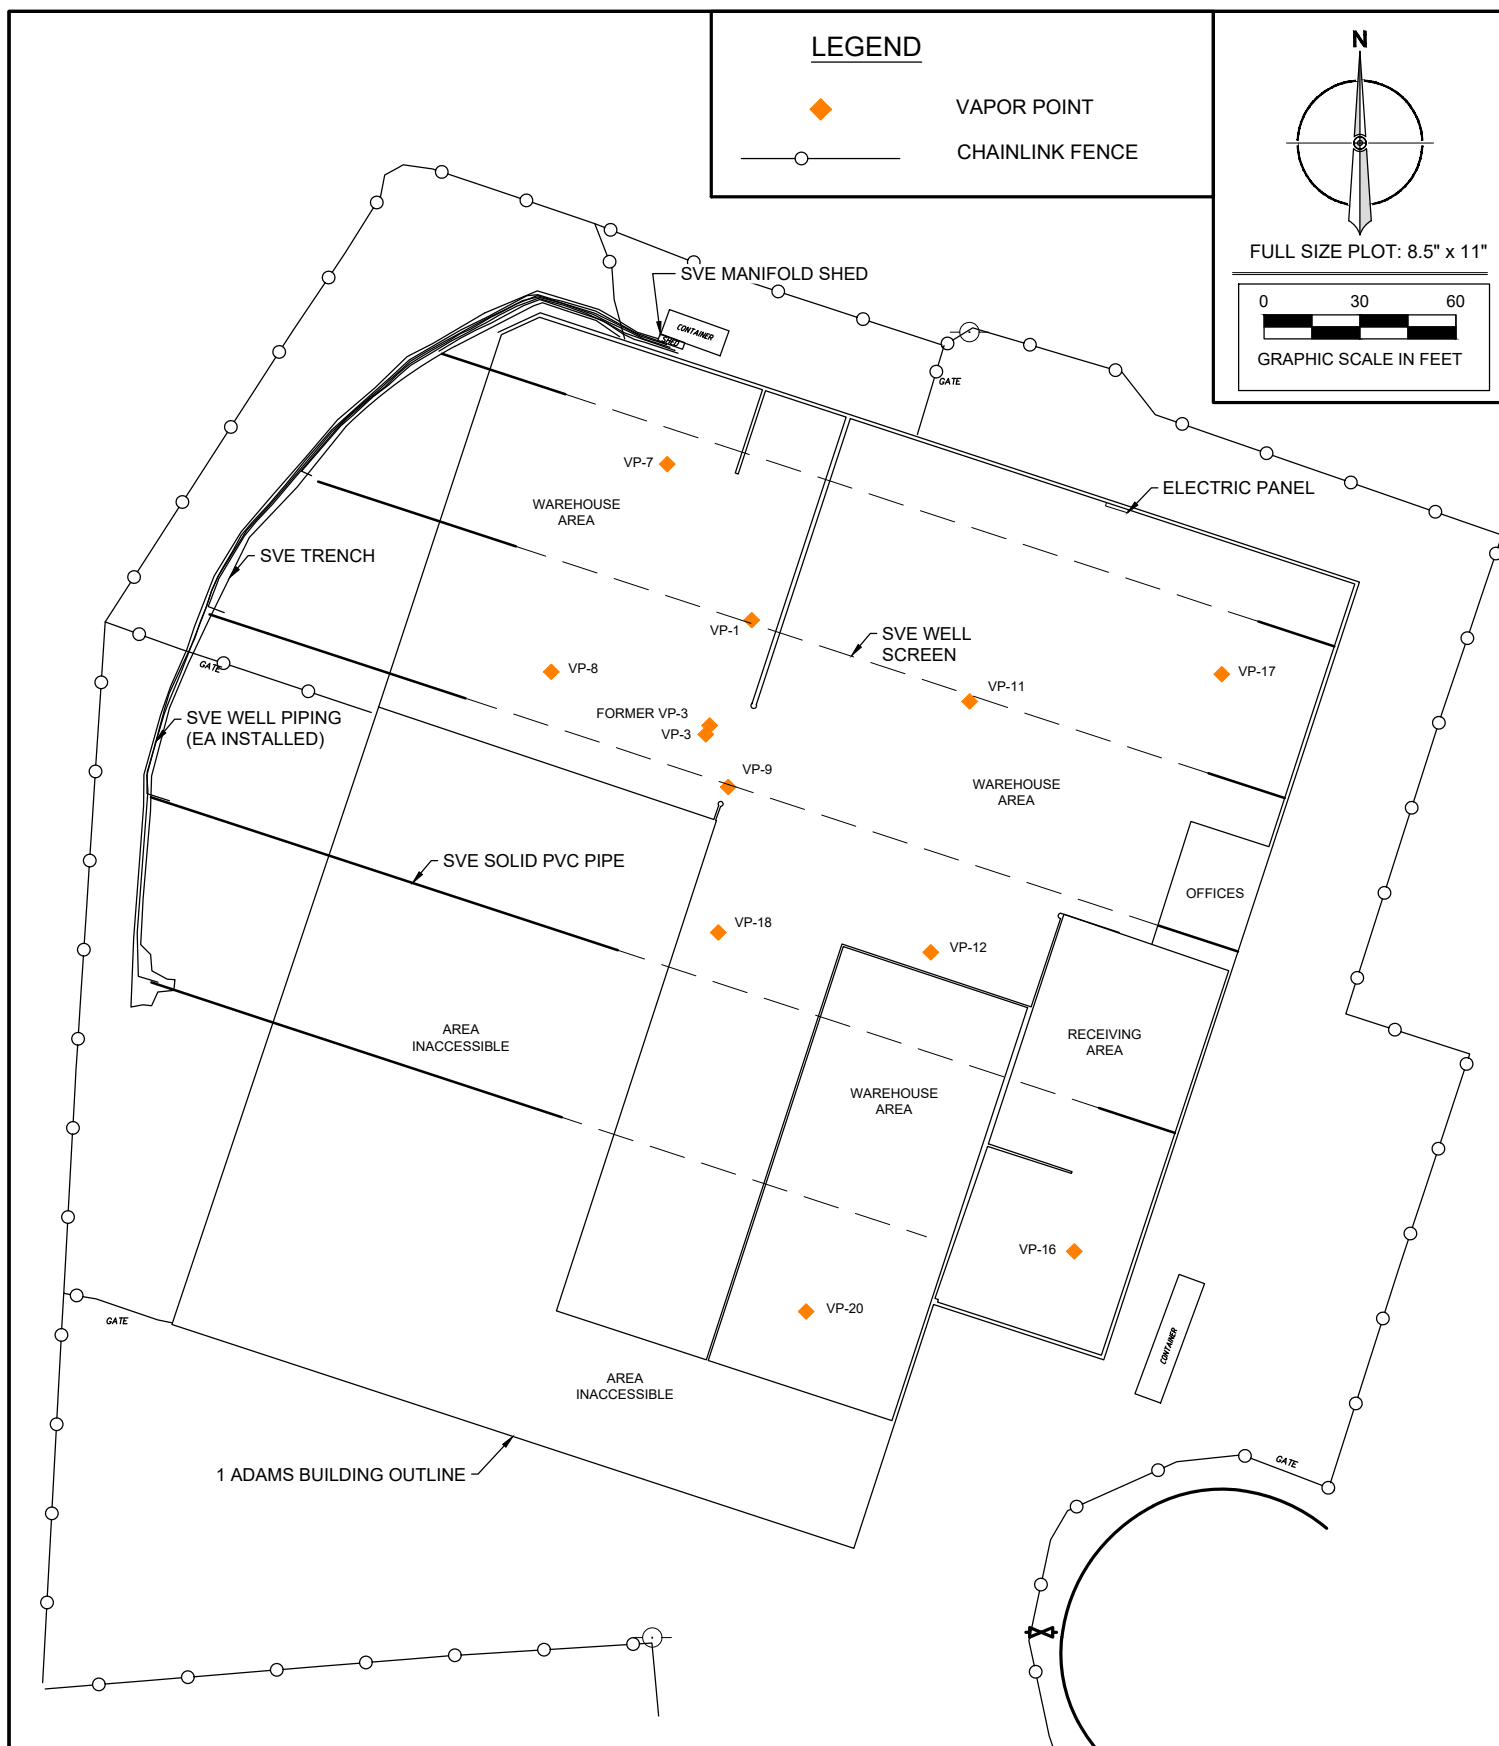 LEGEND
VAPOR POINT
CHAINLINK FENCE
N
FULL SIZE PLOT: 8.5" x 11"
0 30 60
GRAPHIC SCALE IN FEET
SVE MANIFOLD SHED
CONTAINER
SHED
GATE
VP-7
ELECTRIC PANEL
WAREHOUSE
AREA
SVE TRENCH
VP-1
SVE WELL
SCREEN
GATE
VP-8
VP-17
VP-11
FORMER VP-3
VP-3
SVE WELL PIPING
(EA INSTALLED)
VP-9
WAREHOUSE
AREA
SVE SOLID PVC PIPE
OFFICES
VP-18
VP-12
AREA
INACCESSIBLE
RECEIVING
AREA
WAREHOUSE
AREA
VP-16
VP-20
GATE
CONTAINER
AREA
INACCESSIBLE
1 ADAMS BUILDING OUTLINE
GATE